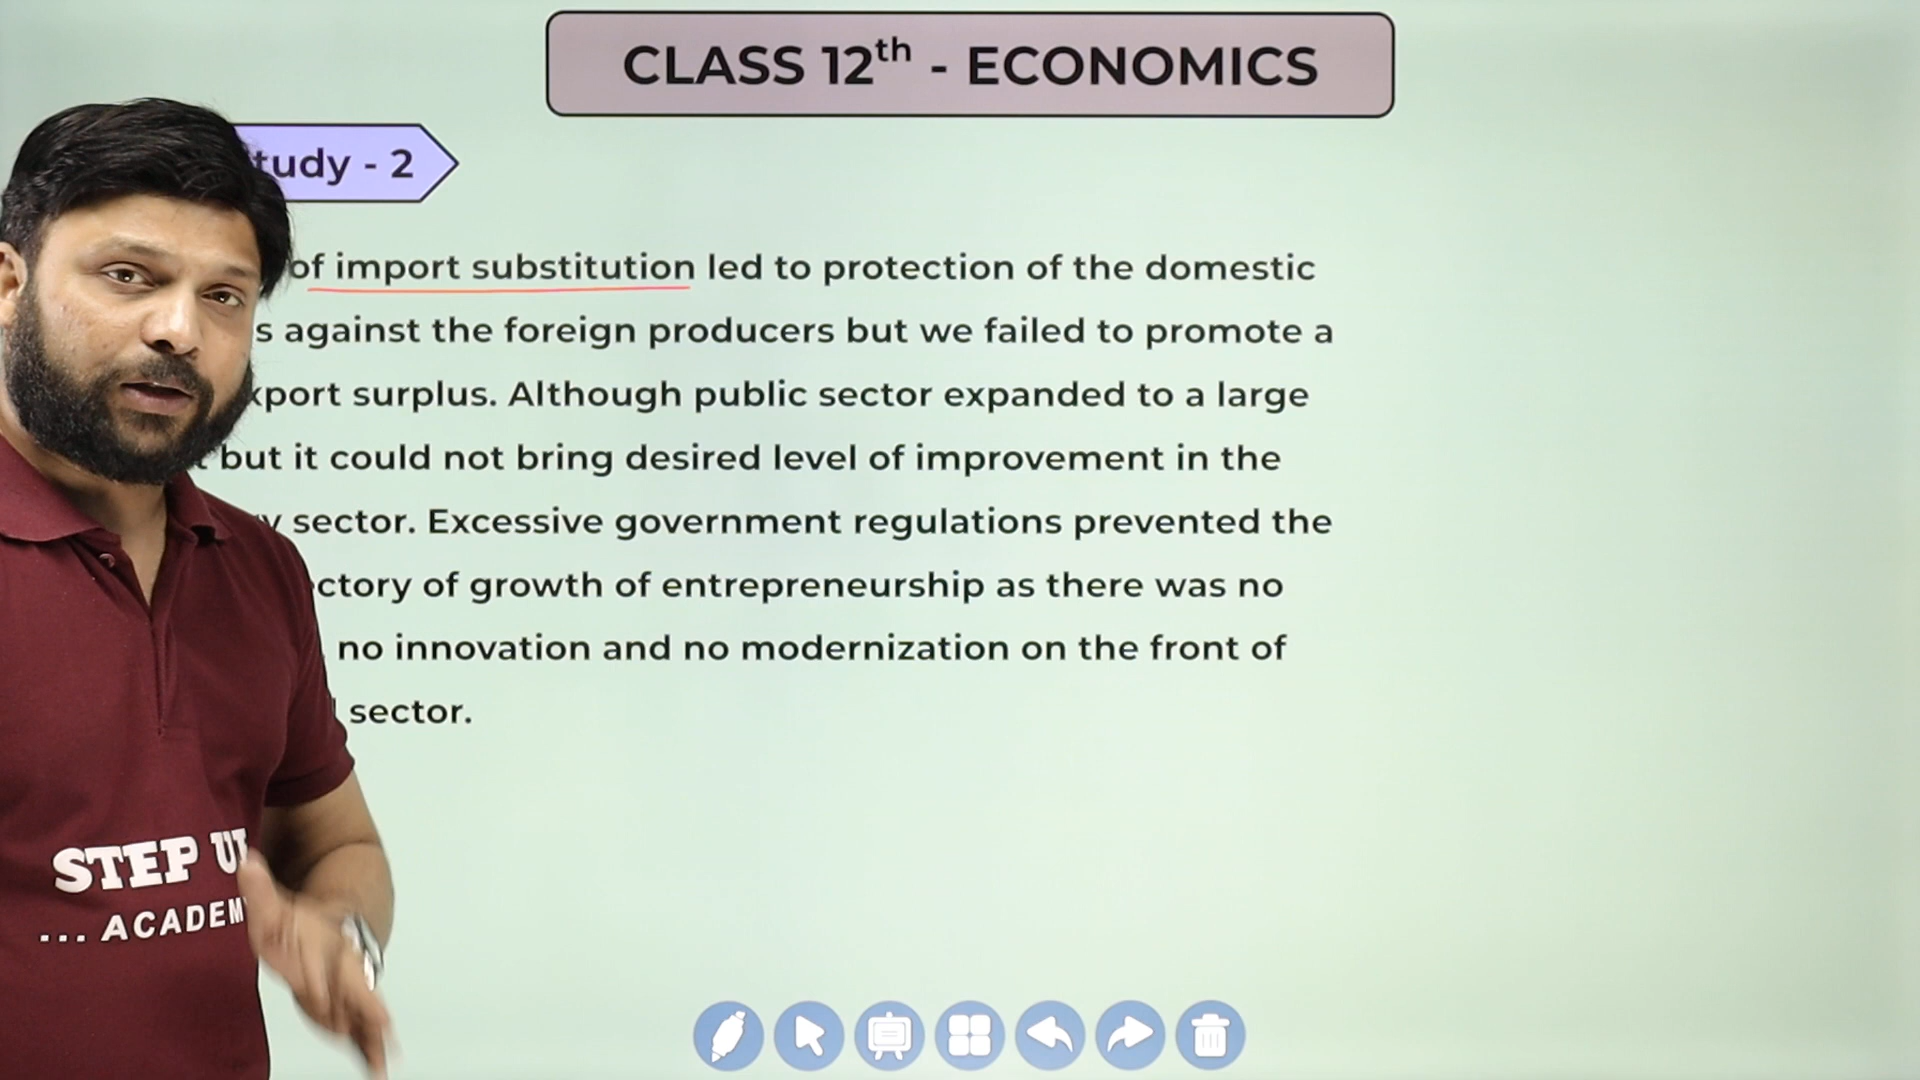 CLASS 12th - ECONOMICS
tudy - 2
of import substitution led to protection of the domestic
s against the foreign producers but we failed to promote a
xport surplus. Although public sector expanded to a large
but it could not bring desired level of improvement in the
y sector. Excessive government regulations prevented the
ctory of growth of entrepreneurship as there was no
no innovation and no modernization on the front of
sector.
STEP U
... ACADEM